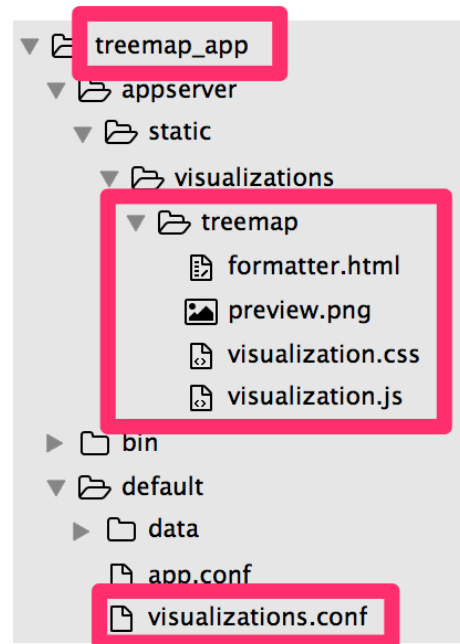 treemap_app
appserver
static
visualizations
treemap
formatter.html
preview.png
visualization.css
visualization.js
bin
default
data
app.conf
visualizations.conf